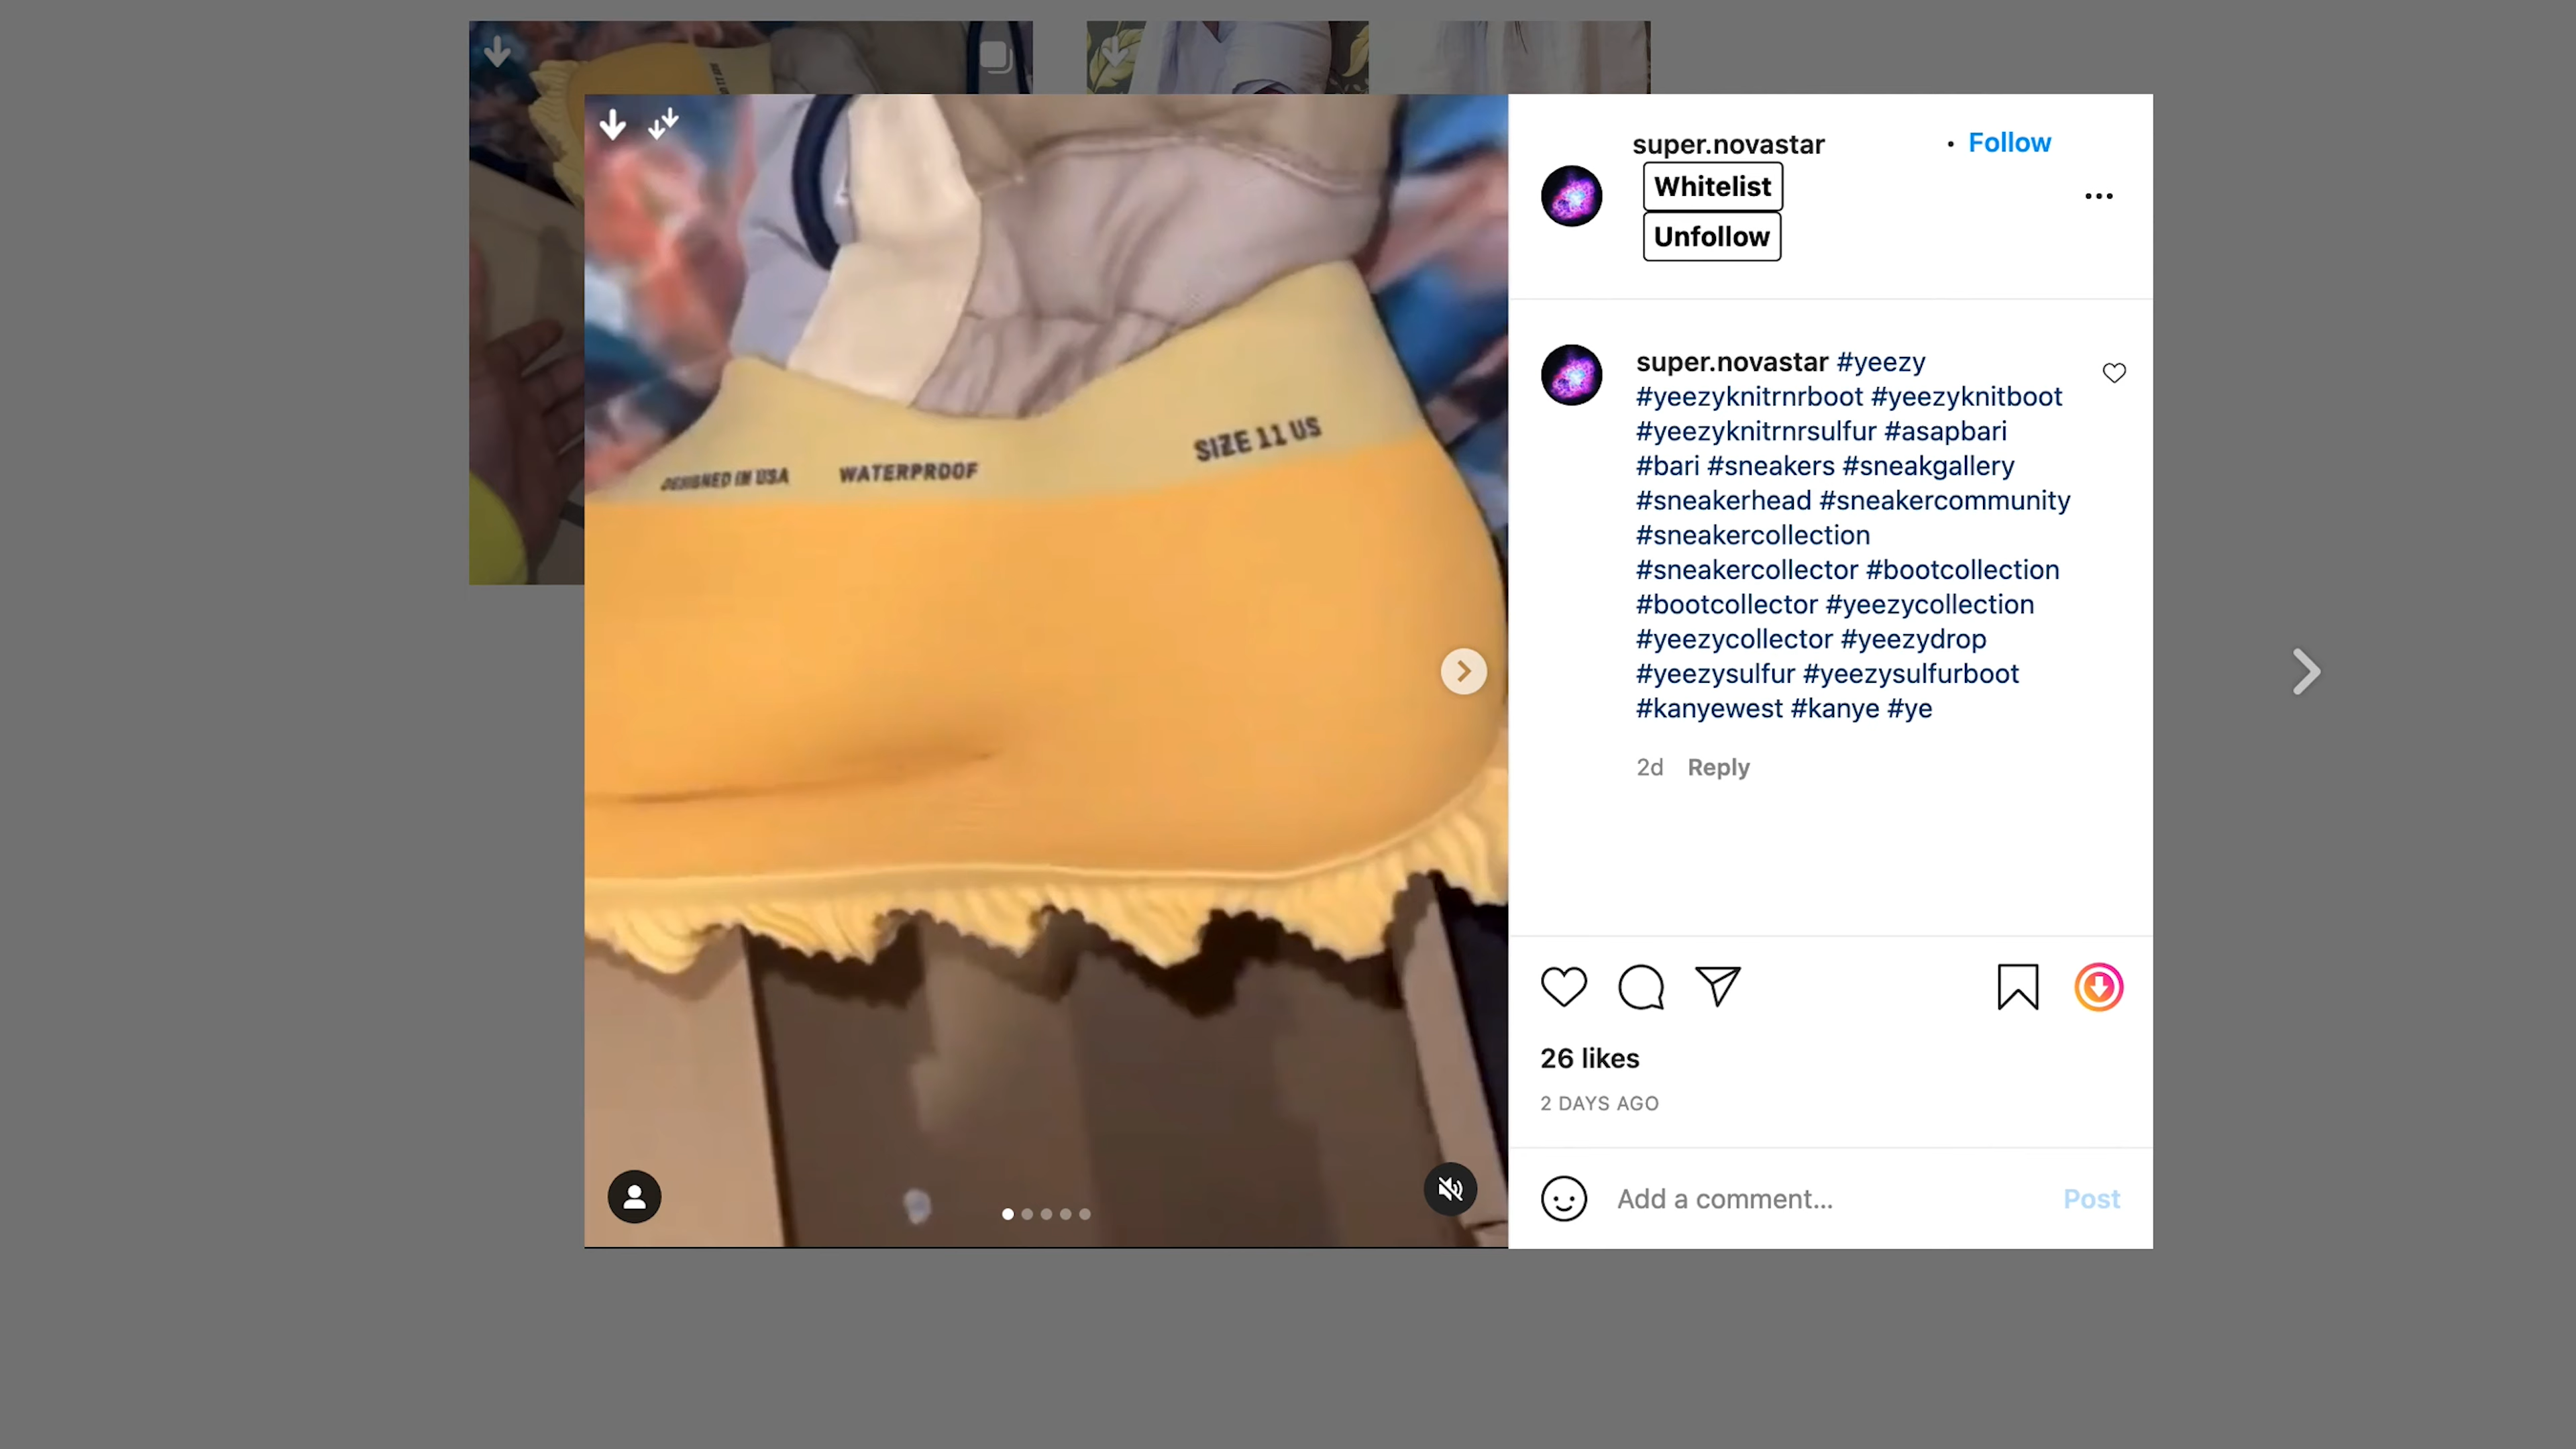 DESIGNED IN USA
WATERPROOF
SIZE 11 US
super.novastar
• Follow
Whitelist
Unfollow
super.novastar #yeezy
#yeezyknitrnrboot #yeezyknitboot
#yeezyknitrnrsulfur #asapbari
#bari #sneakers #sneakgallery
#sneakerhead #sneakercommunity
#sneakercollection
#sneakercollector #bootcollection
#bootcollector #yeezycollection
#yeezycollector #yeezydrop
#yeezysulfur #yeezysulfurboot
#kanyewest #kanye #ye
2d Reply
26 likes
2 DAYS AGO
Add a comment...
Post